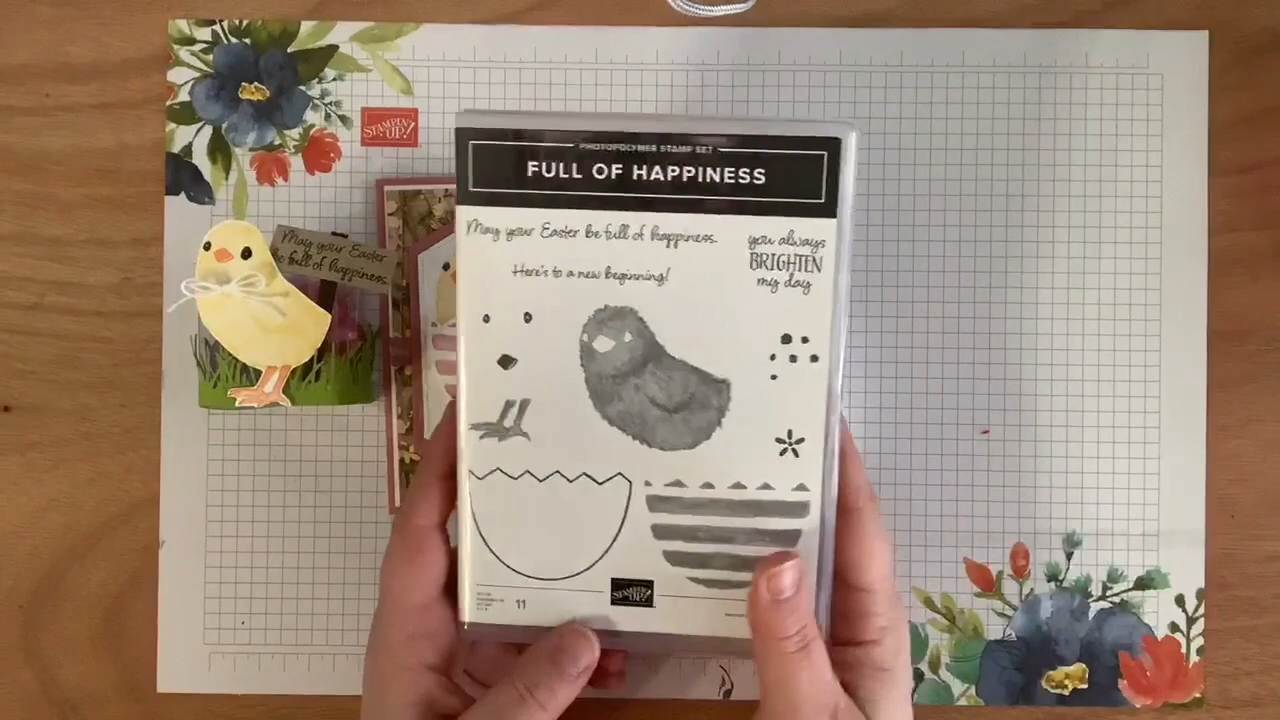 STAMPIN' UP!
May your Easter
be full of happiness.
PHOTOPOLYMER STAMP SET
FULL OF HAPPINESS
May your Easter be full of happiness.
you always
BRIGHTEN
my day
Here's to a new beginning!
11
STAMPIN' UP!